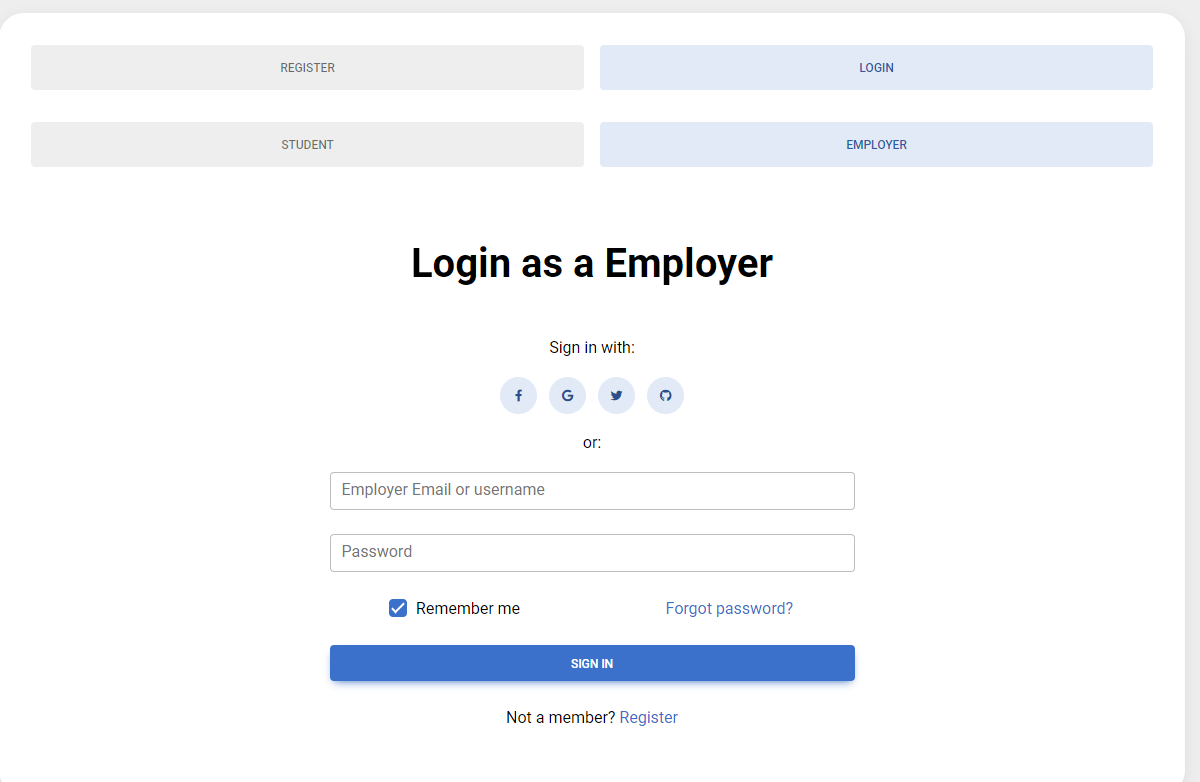 REGISTER
LOGIN
STUDENT
EMPLOYER
Login as a Employer
Sign in with:
or:
Employer Email or username
Password
Remember me
Forgot password?
SIGN IN
Not a member? Register